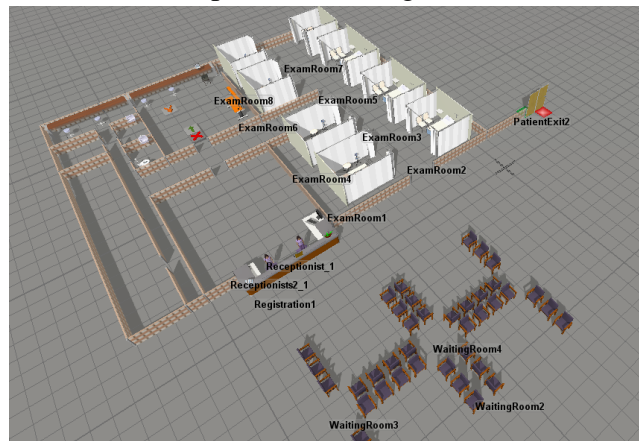 ExamRoom7
ExamRoom8
ExamRoom5
PatientExit2
ExamRoom6
ExamRoom3
ExamRoom2
ExamRoom4
ExamRoom1
Receptionist_1
Receptionists2_1
Registration1
WaitingRoom4
WaitingRoom2
WaitingRoom3